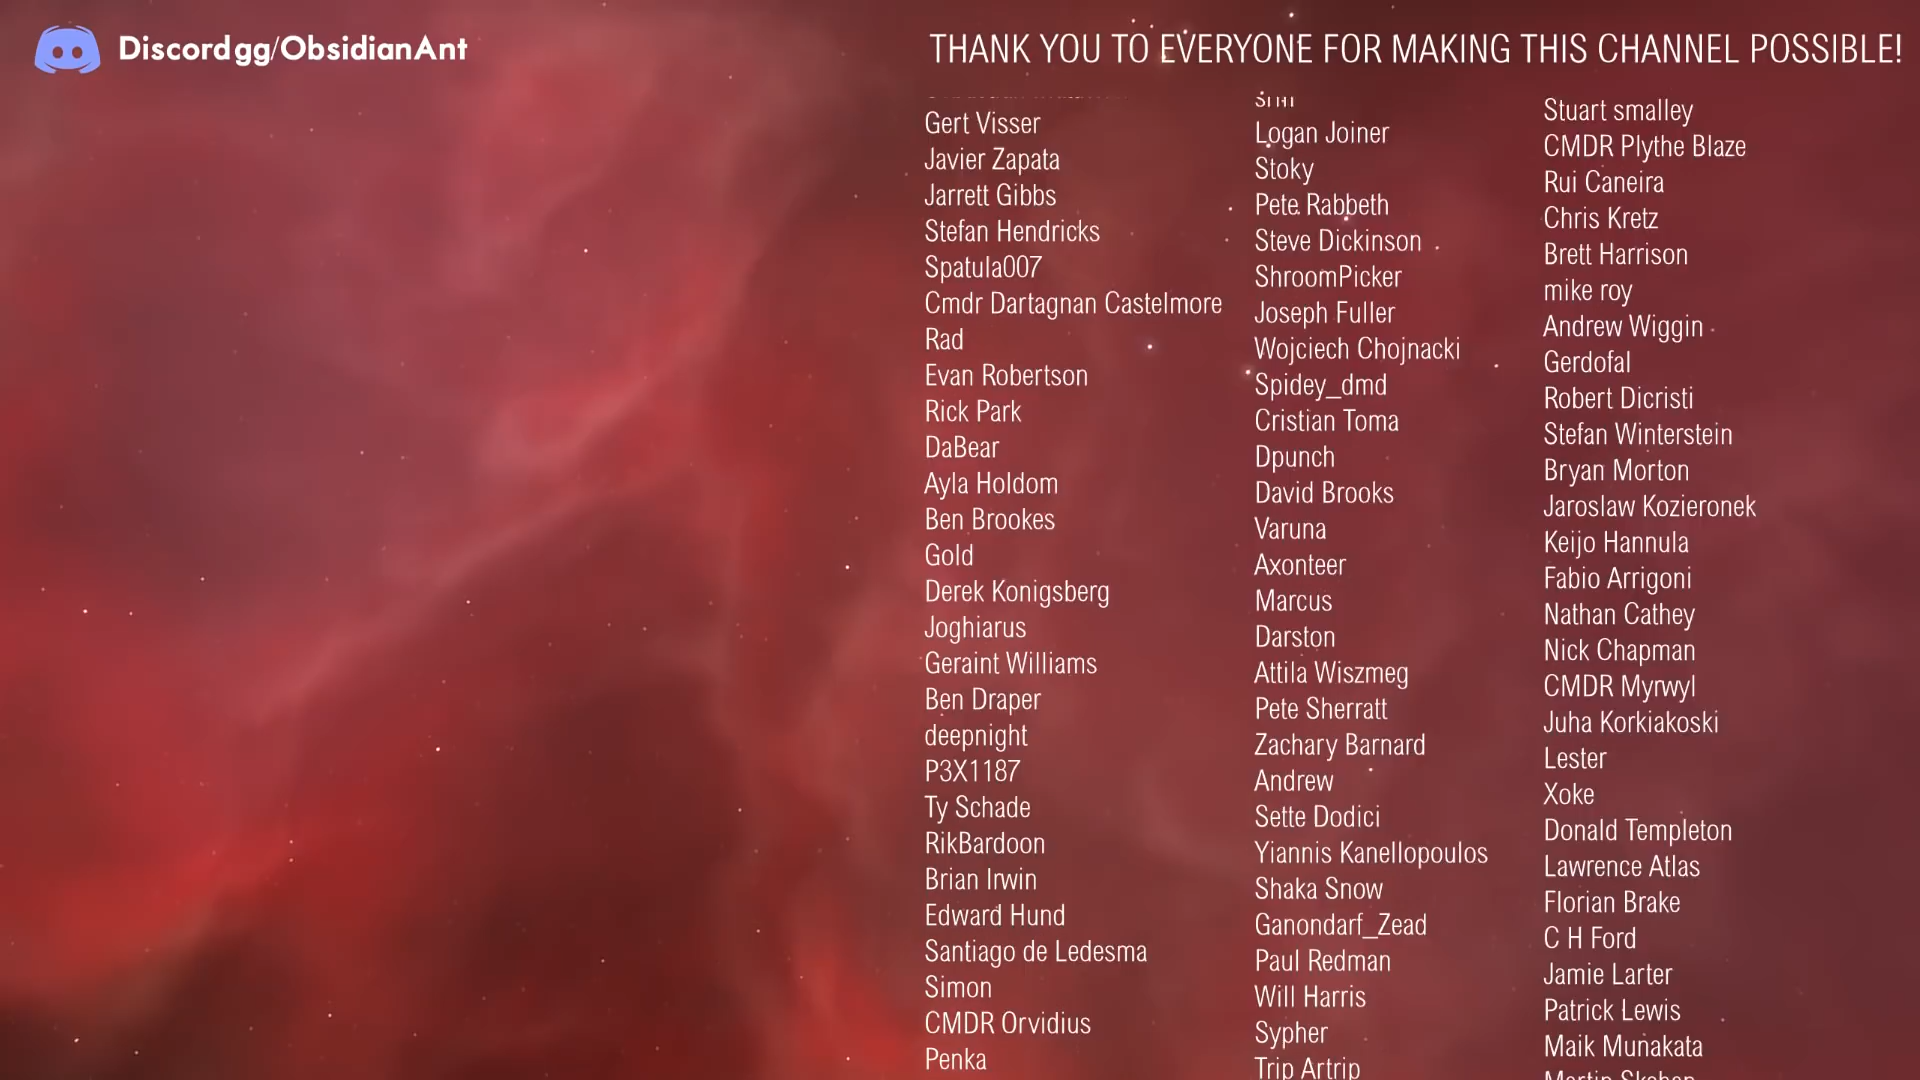 Discordgg/ObsidianAnt
THANK YOU TO EVERYONE FOR MAKING THIS CHANNEL POSSIBLE!
Gert Visser
Javier Zapata
Jarrett Gibbs
Stefan Hendricks
Spatula007
Cmdr Dartagnan Castelmore
Rad
Evan Robertson
Rick Park
DaBear
Ayla Holdom
Ben Brookes
Gold
Derek Konigsberg
Joghiarus
Geraint Williams
Ben Draper
deepnight
P3X1187
Ty Schade
RikBardoon
Brian Irwin
Edward Hund
Santiago de Ledesma
Simon
CMDR Orvidius
Penka
Logan Joiner
Stoky
Pete Rabbeth
Steve Dickinson
ShroomPicker
Joseph Fuller
Wojciech Chojnacki
Spidey_dmd
Cristian Toma
Dpunch
David Brooks
Varuna
Axonteer
Marcus
Darston
Attila Wiszmeg
Pete Sherratt
Zachary Barnard
Andrew
Sette Dodici
Yiannis Kanellopoulos
Shaka Snow
Ganondarf_Zead
Paul Redman
Will Harris
Sypher
Trip Artrip
Stuart smalley
CMDR Plythe Blaze
Rui Caneira
Chris Kretz
Brett Harrison
mike roy
Andrew Wiggin
Gerdofal
Robert Dicristi
Stefan Winterstein
Bryan Morton
Jaroslaw Kozieronek
Keijo Hannula
Fabio Arrigoni
Nathan Cathey
Nick Chapman
CMDR Myrwyl
Juha Korkiakoski
Lester
Xoke
Donald Templeton
Lawrence Atlas
Florian Brake
C H Ford
Jamie Larter
Patrick Lewis
Maik Munakata